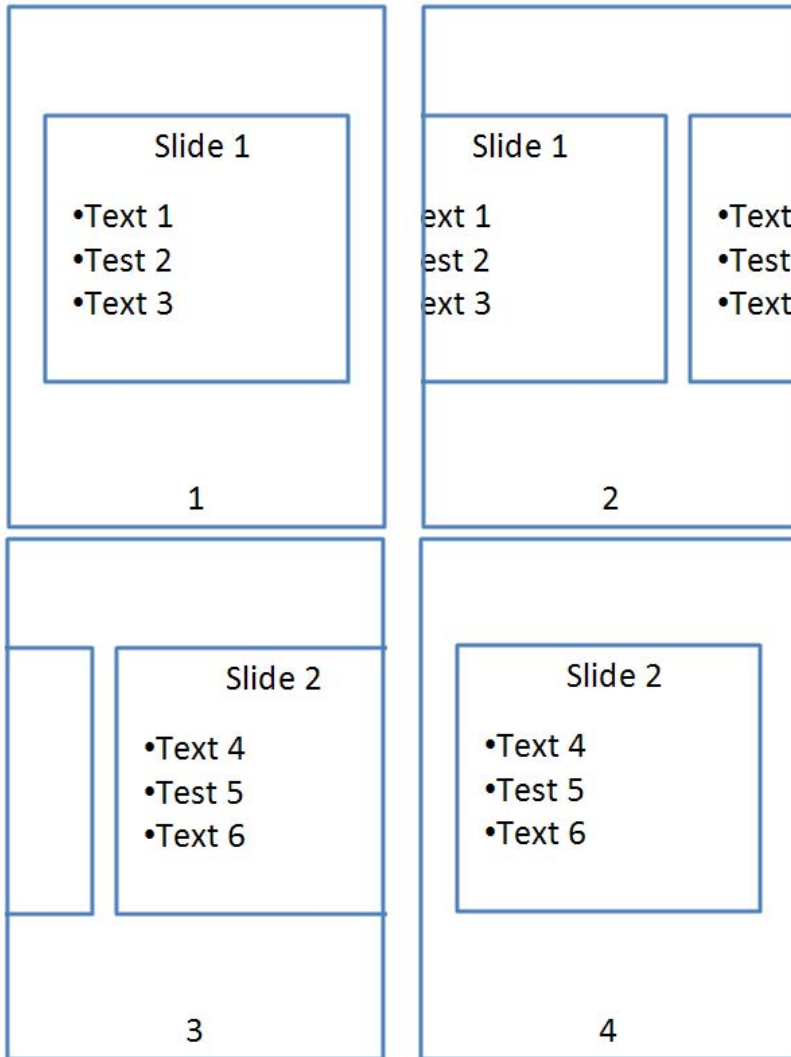 Slide 1
•Text 1
•Test 2
•Text 3
1
Slide 1
ext 1
est 2
ext 3
•Text
•Test
•Text
2
Slide 2
•Text 4
•Test 5
•Text 6
3
Slide 2
•Text 4
•Test 5
•Text 6
4